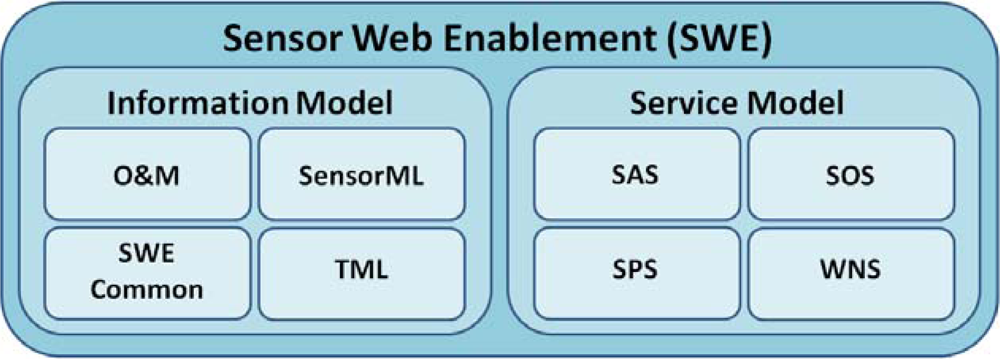 Sensor Web Enablement (SWE)
Information Model
O&M
SensorML
SWE
Common
TML
Service Model
SAS
SOS
SPS
WNS